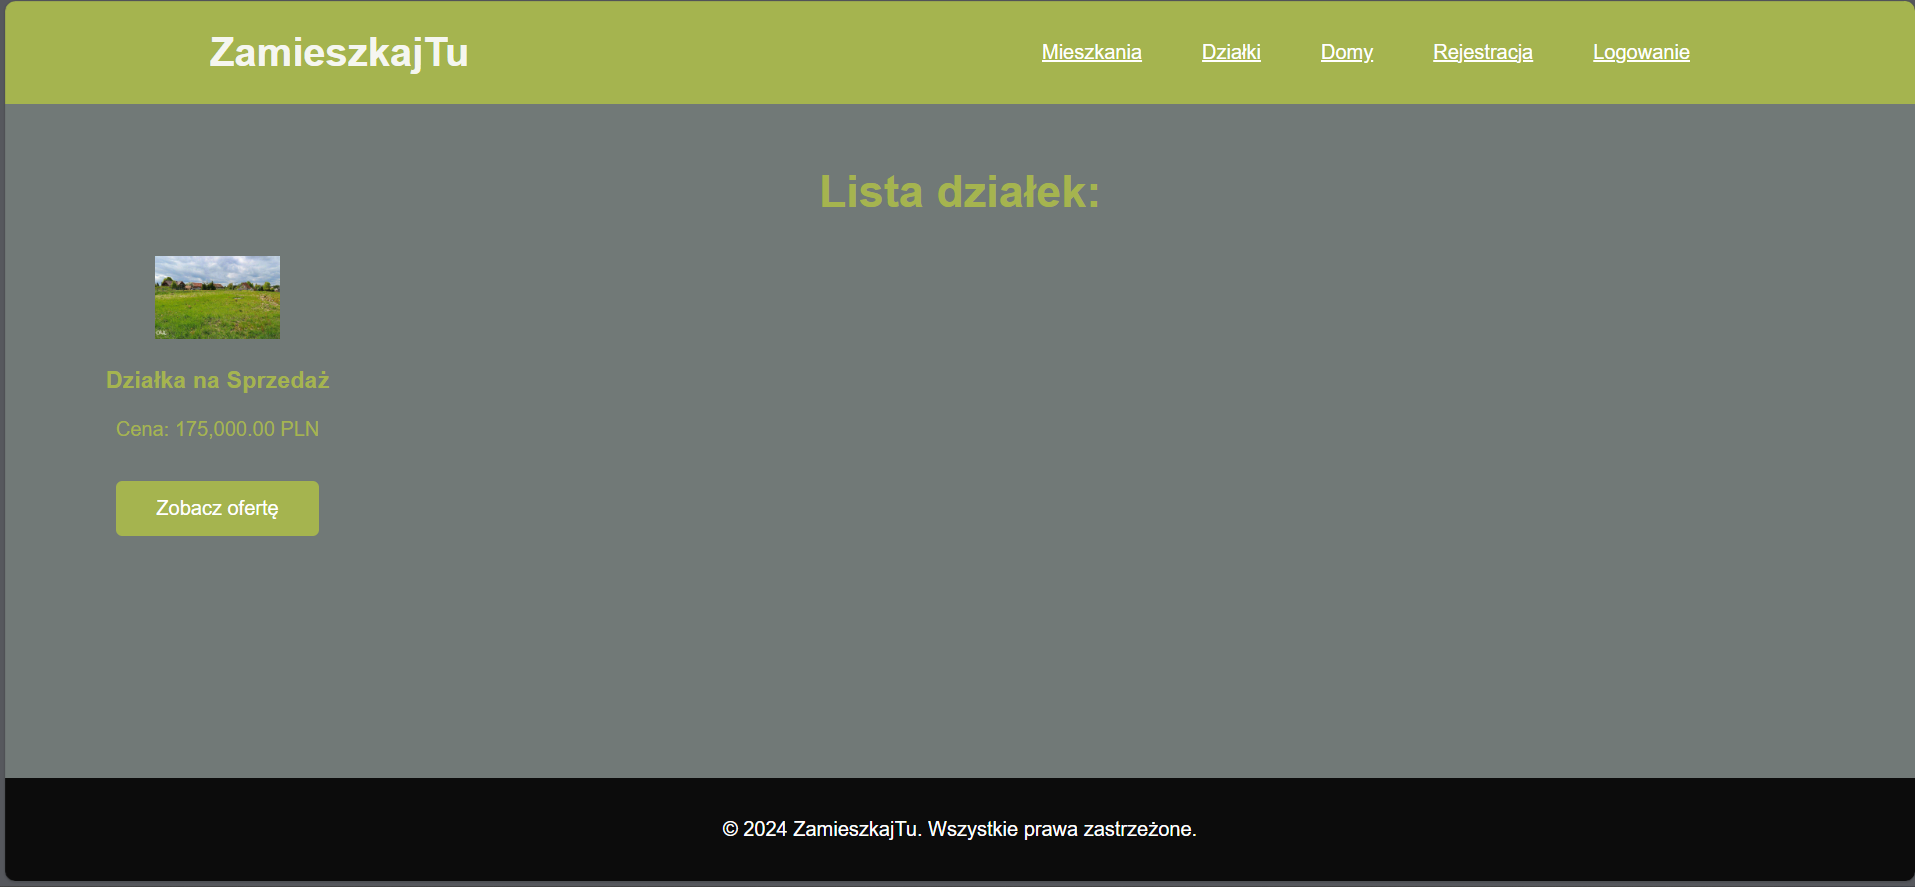 ZamieszkajTu
Mieszkania Działki Domy Rejestracja Logowanie
Lista działek:
Działka na Sprzedaż
Cena: 175,000.00 PLN
Zobacz ofertę
© 2024 ZamieszkajTu. Wszystkie prawa zastrzeżone.